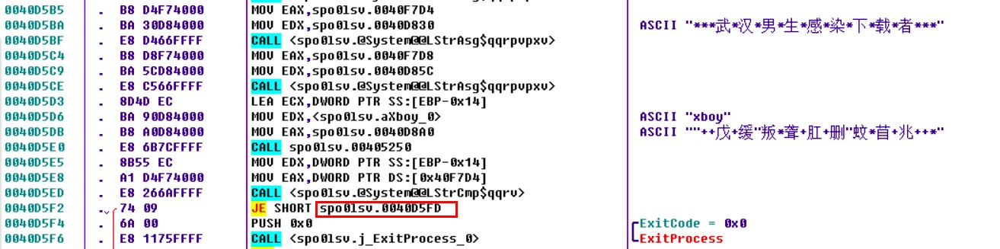 0040D5B5 . B8 D4F74000 MOV EAX,spo0lsv.0040F7D4
0040D5BA . BA 30D84000 MOV EDX,spo0lsv.0040D830 ASCII "***武*汉*男*生*感*染*下*载*者***"
0040D5BF . E8 D466FFFF CALL <spo0lsv.@System@@LStrAsg$qqrpvpxv>
0040D5C4 . B8 D8F74000 MOV EAX,spo0lsv.0040F7D8
0040D5C9 . BA 5CD84000 MOV EDX,spo0lsv.0040D85C
0040D5CE . E8 C566FFFF CALL <spo0lsv.@System@@LStrAsg$qqrpvpxv>
0040D5D3 . 8D4D EC LEA ECX,DWORD PTR SS:[EBP-0x14]
0040D5D6 . BA 90D84000 MOV EDX,<spo0lsv.aXboy_0> ASCII "xboy"
0040D5DB . B8 A0D84000 MOV EAX,spo0lsv.0040D8A0 ASCII ""++戊+缓"叛*聋+肛+删"蚊*苜+兆++*"
0040D5E0 . E8 6B7CFFFF CALL spo0lsv.00405250
0040D5E5 . 8B55 EC MOV EDX,DWORD PTR SS:[EBP-0x14]
0040D5E8 . A1 D4F74000 MOV EAX,DWORD PTR DS:[0x40F7D4]
0040D5ED . E8 266AFFFF CALL <spo0lsv.@System@@LStrCmp$qqrv>
0040D5F2 . 74 09 JE SHORT spo0lsv.0040D5FD
0040D5F4 . 6A 00 PUSH 0x0 ExitCode = 0x0
0040D5F6 . E8 1175FFFF CALL <spo0lsv.j_ExitProcess_0> ExitProcess